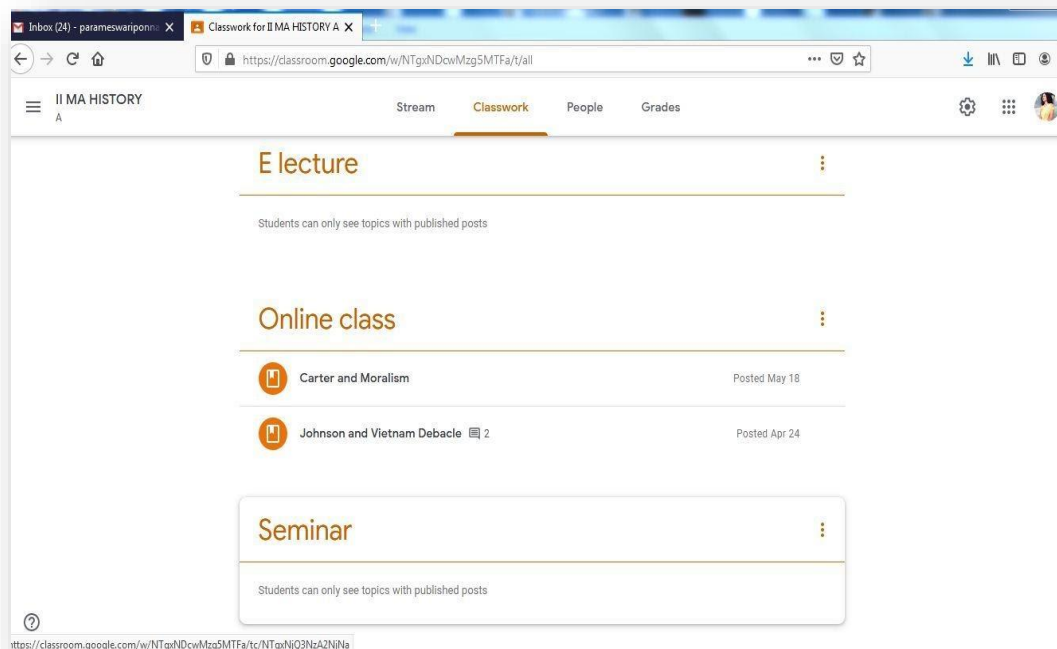 Inbox (24) - parameswariponna X Classwork for II MA HISTORY A X +
https://classroom.google.com/w/NTgxNDcwMzg5MTFa/t/all
II MA HISTORY
A
Stream Classwork People Grades
E lecture
Students can only see topics with published posts
Online class
Carter and Moralism Posted May 18
Johnson and Vietnam Debacle 2 Posted Apr 24
Seminar
Students can only see topics with published posts
https://classroom.google.com/w/NTgxNDcwMzg5MTFa/tc/NTgxNjQ3NzA2NjNa